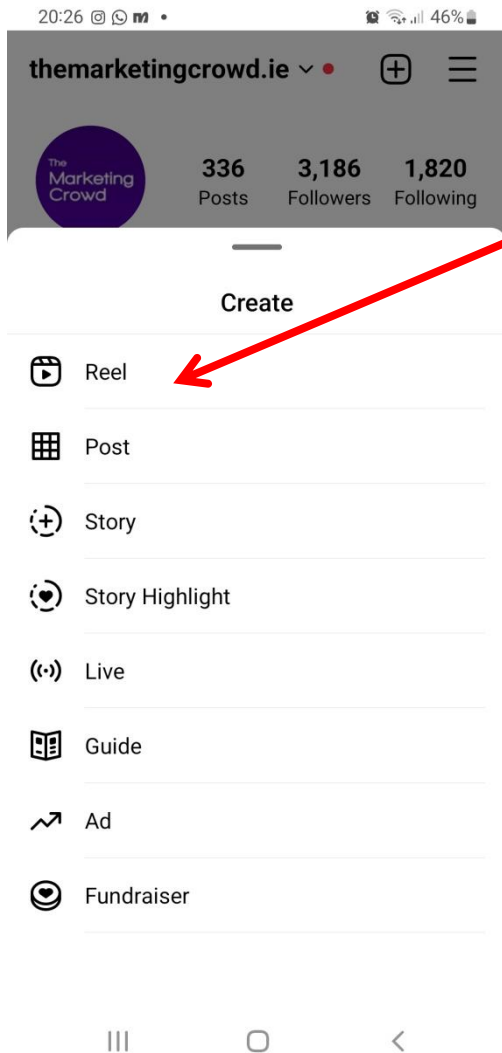 20:26 46%
themarketingcrowd.ie
The
Marketing
Crowd
336 3,186 1,820
Posts Followers Following
Create
Reel
Post
Story
Story Highlight
Live
Guide
Ad
Fundraiser